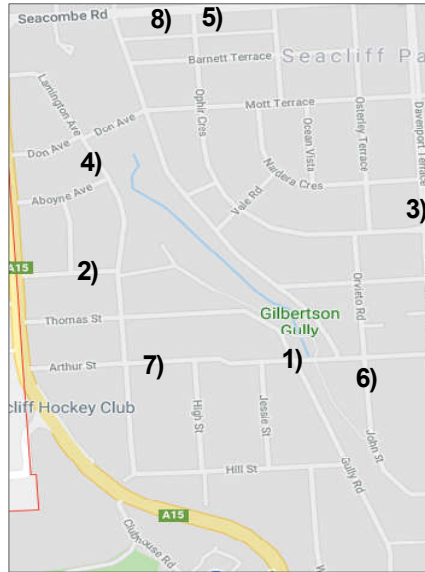 Seacombe Rd
8)
5)
Barnett Terrace
Seacliff Pa
Lamington Ave
Ophir Cres
Mott Terrace
Don Ave
Don Ave
Ocean Vista
Osterley Terrace
Davenport Terrace
4)
Nardera Cres
Aboyne Ave
Vale Rd
3)
A15
2)
Orvieto Rd
Thomas St
Gilbertson
Gully
1)
Arthur St
7)
6)
cliff Hockey Club
High St
Jessie St
John St
Hill St
Gully Rd
A15
Clubhouse Rd